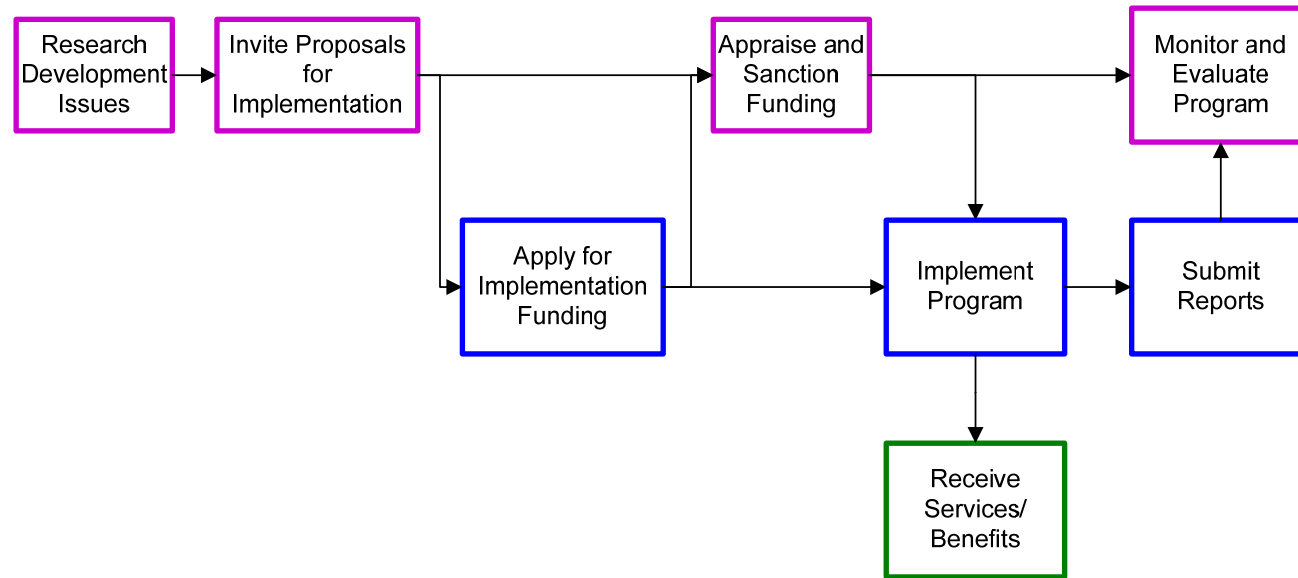 Research
Development
Issues
Invite Proposals
for
Implementation
Appraise and
Sanction
Funding
Monitor and
Evaluate
Program
Apply for
Implementation
Funding
Implement
Program
Submit
Reports
Receive
Services/
Benefits